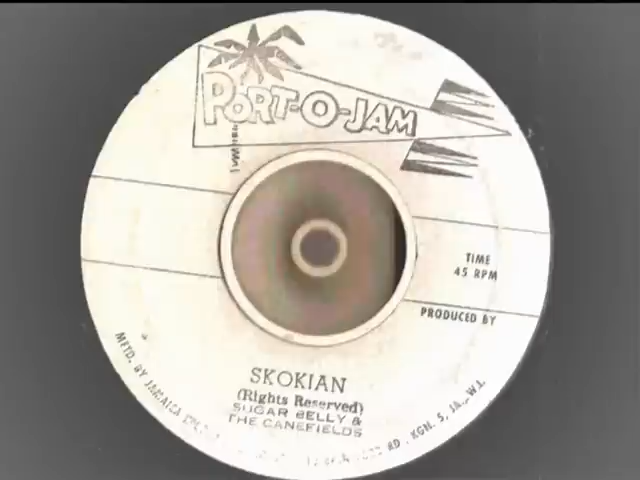 PORT-O-JAM
TIME
45 RPM
PRODUCED BY
SKOKIAN
(Rights Reserved)
SUGAR BELLY &
THE CANEFIELDS
MFTD. BY JAMAICA RD., KGN. 5, JA., W.I.